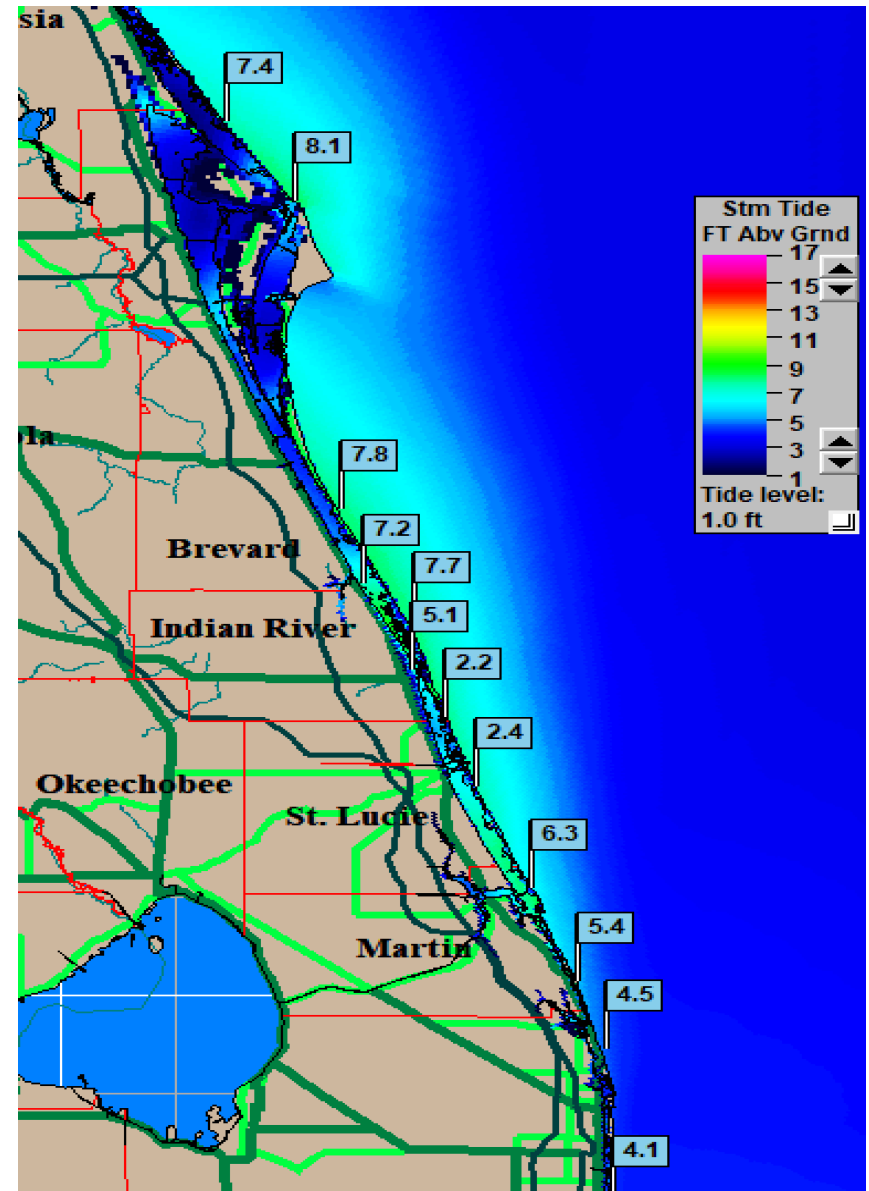 sia
7.4
8.1
Stm Tide
FT Abv Grnd
17
15
13
11
9
7
5
3
1
Tide level:
1.0 ft
la
7.8
7.2
Brevard
7.7
5.1
Indian River
2.2
2.4
Okeechobee
St. Lucie
6.3
5.4
Martin
4.5
4.1